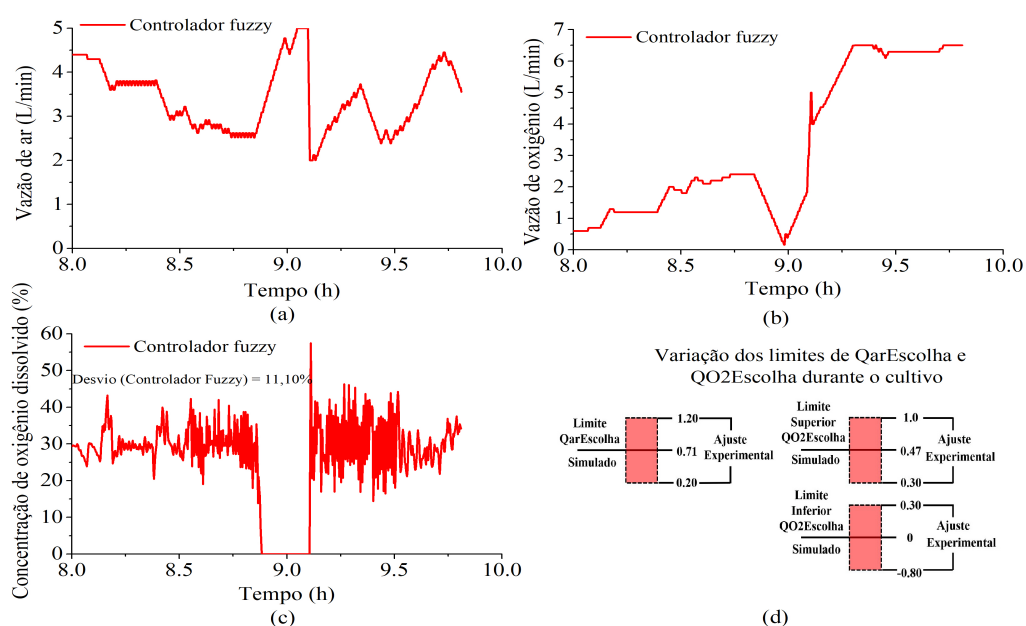 Controlador fuzzy
Vazão de ar (L/min)
5
4
3
2
1
0
8.0 8.5 9.0 9.5 10.0
Tempo (h)
(a)
Controlador fuzzy
Vazão de oxigênio (L/min)
7
6
5
4
3
2
1
0
8.0 8.5 9.0 9.5 10.0
Tempo (h)
(b)
Controlador fuzzy
Desvio (Controlador Fuzzy) = 11,10%
Concentração de oxigênio dissolvido (%)
60
50
40
30
20
10
0
8.0 8.5 9.0 9.5 10.0
Tempo (h)
(c)
Variação dos limites de QarEscolha e
QO2Escolha durante o cultivo
Limite
QarEscolha
Simulado
1.20
0.71
0.20
Ajuste
Experimental
Limite
Superior
QO2Escolha
Simulado
1.0
0.47
0.30
Ajuste
Experimental
Limite
Inferior
QO2Escolha
Simulado
0.30
0
-0.80
Ajuste
Experimental
(d)